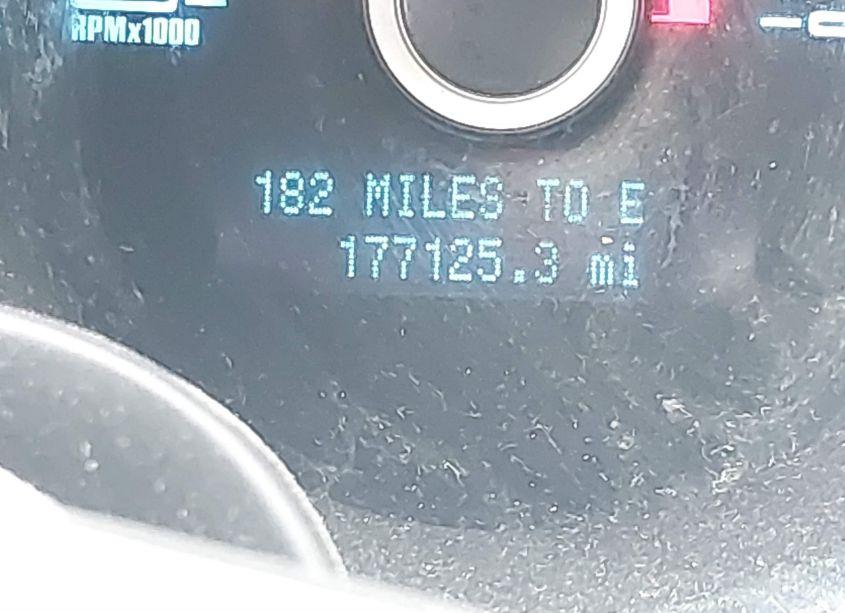 RPMx1000
182 MILES TO E
177125.3 mi